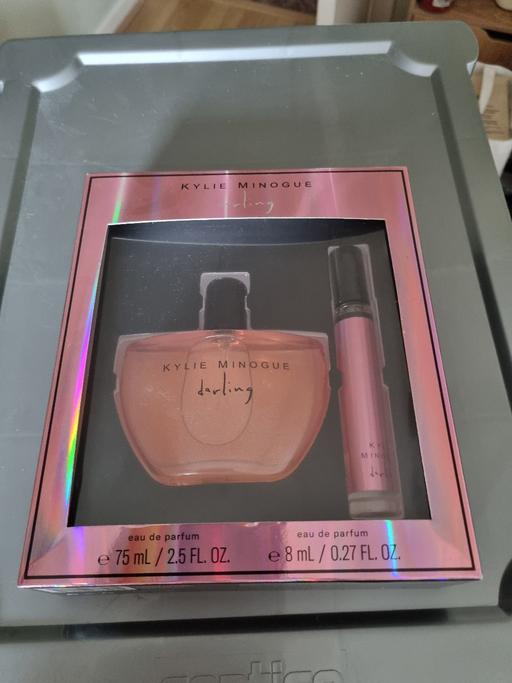 KYLIE MINOGUE
darling
KYLIE MINOGUE
darling
eau de parfum
℮ 75 mL / 2.5 FL. OZ.
eau de parfum
℮ 8 mL / 0.27 FL. OZ.